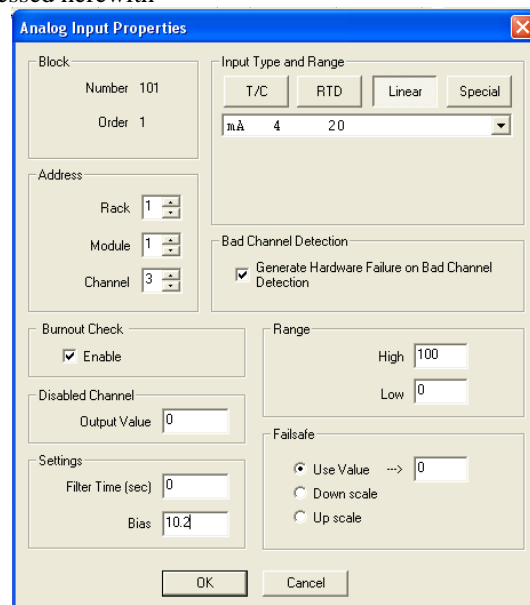 essed herewith
Analog Input Properties
Block
Number 101
Order 1
Input Type and Range
T/C RTD Linear Special
mA 4 20
Address
Rack 1
Module 1
Channel 3
Bad Channel Detection
Generate Hardware Failure on Bad Channel
Detection
Burnout Check
Enable
Range
High 100
Low 0
Disabled Channel
Output Value 0
Failsafe
Use Value ---> 0
Down scale
Up scale
Settings
Filter Time (sec) 0
Bias 10.2
OK Cancel